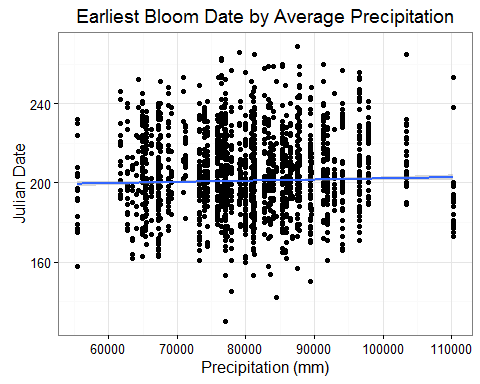 Earliest Bloom Date by Average Precipitation
Julian Date
240
200
160
60000 70000 80000 90000 100000 110000
Precipitation (mm)